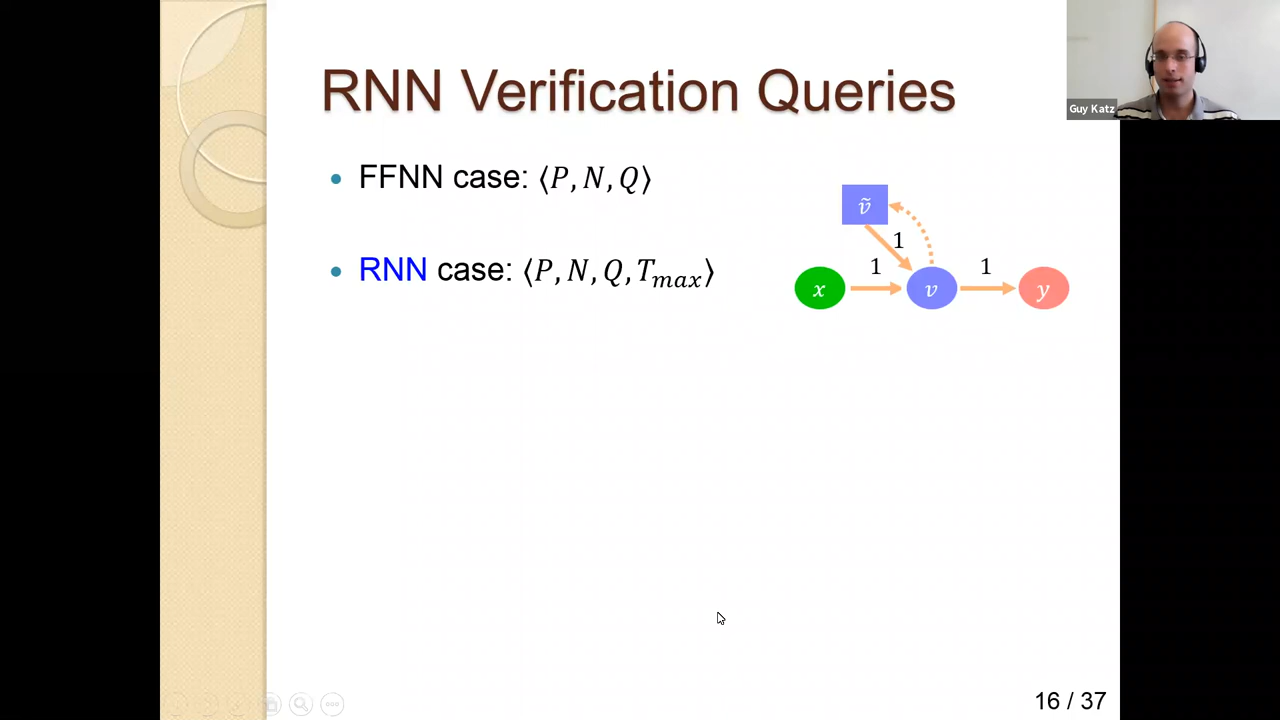 RNN Verification Queries
Guy Katz
• FFNN case: ⟨P, N, Q⟩
• RNN case: ⟨P, N, Q, T_max⟩
ṽ
1
1
1
x
v
y
16 / 37